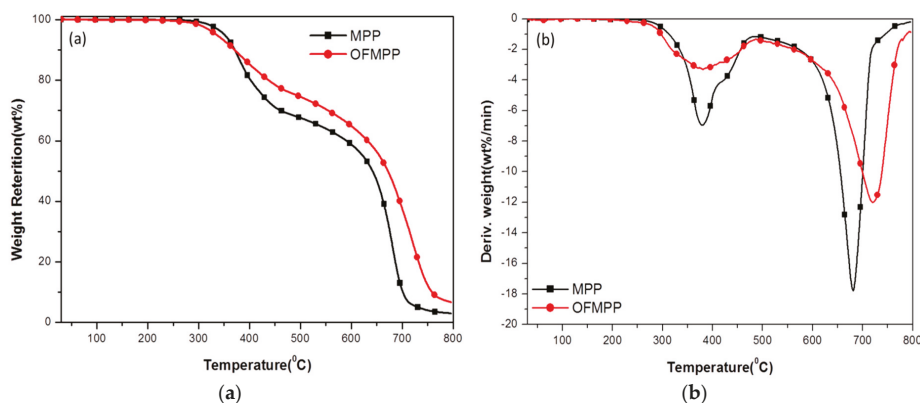 (a)
MPP
OFMPP
Weight Reterition(wt%)
100
80
60
40
20
0
100 200 300 400 500 600 700 800
Temperature(⁰C)
(a)
(b)
MPP
OFMPP
Deriv. weight(wt%/min)
0
-2
-4
-6
-8
-10
-12
-14
-16
-18
-20
100 200 300 400 500 600 700 800
Temperature(⁰C)
(b)